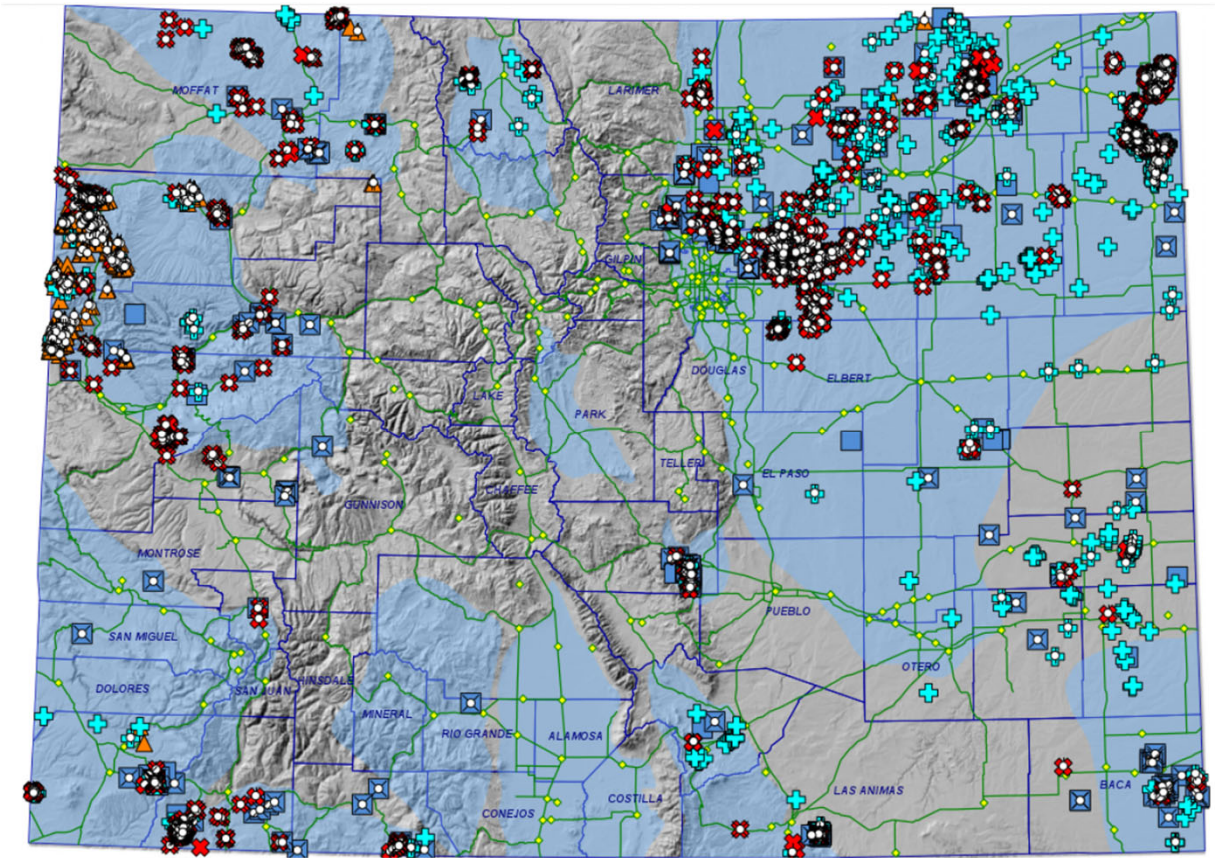 MOFFAT
LARIMER
GILPIN
DOUGLAS
ELBERT
LAKE
PARK
TELLER
EL PASO
CHAFFEE
GUNNISON
MONTROSE
PUEBLO
SAN MIGUEL
OTERO
HINSDALE
DOLORES
SAN JUAN
MINERAL
RIO GRANDE
ALAMOSA
BACA
LAS ANIMAS
COSTILLA
CONEJOS